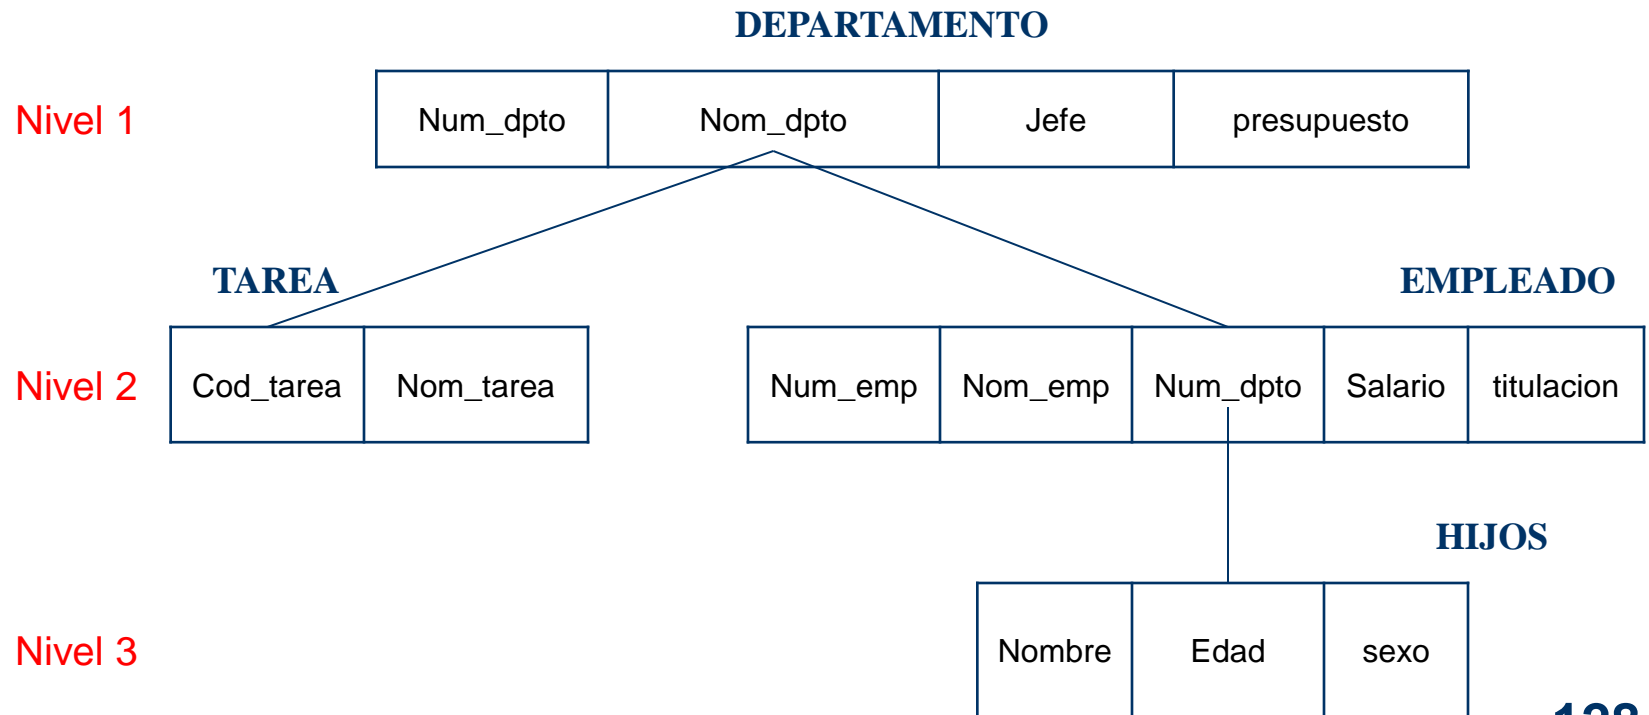 DEPARTAMENTO
Nivel 1
Num_dpto Nom_dpto Jefe presupuesto
TAREA EMPLEADO
Nivel 2
Cod_tarea Nom_tarea Num_emp Nom_emp Num_dpto Salario titulacion
HIJOS
Nivel 3
Nombre Edad sexo